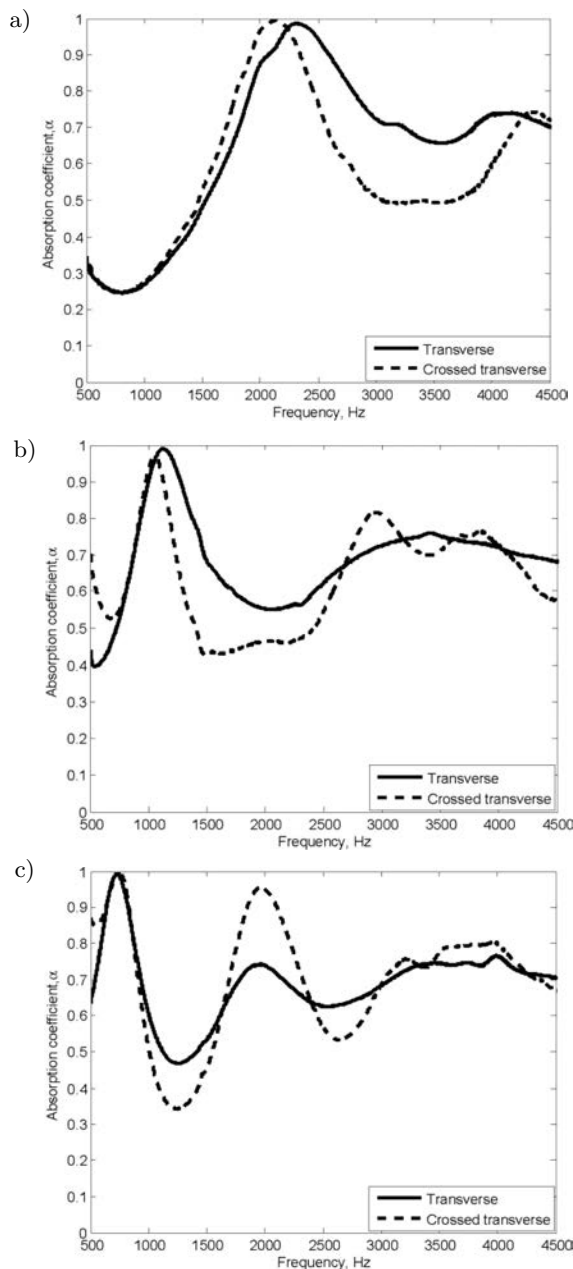 a)
Absorption coefficient,α
1
0.9
0.8
0.7
0.6
0.5
0.4
0.3
0.2
0.1
0
500 1000 1500 2000 2500 3000 3500 4000 4500
Frequency, Hz
Transverse
Crossed transverse
b)
Absorption coefficient,α
1
0.9
0.8
0.7
0.6
0.5
0.4
0.3
0.2
0.1
0
500 1000 1500 2000 2500 3000 3500 4000 4500
Frequency, Hz
Transverse
Crossed transverse
c)
Absorption coefficient,α
1
0.9
0.8
0.7
0.6
0.5
0.4
0.3
0.2
0.1
0
500 1000 1500 2000 2500 3000 3500 4000 4500
Frequency, Hz
Transverse
Crossed transverse